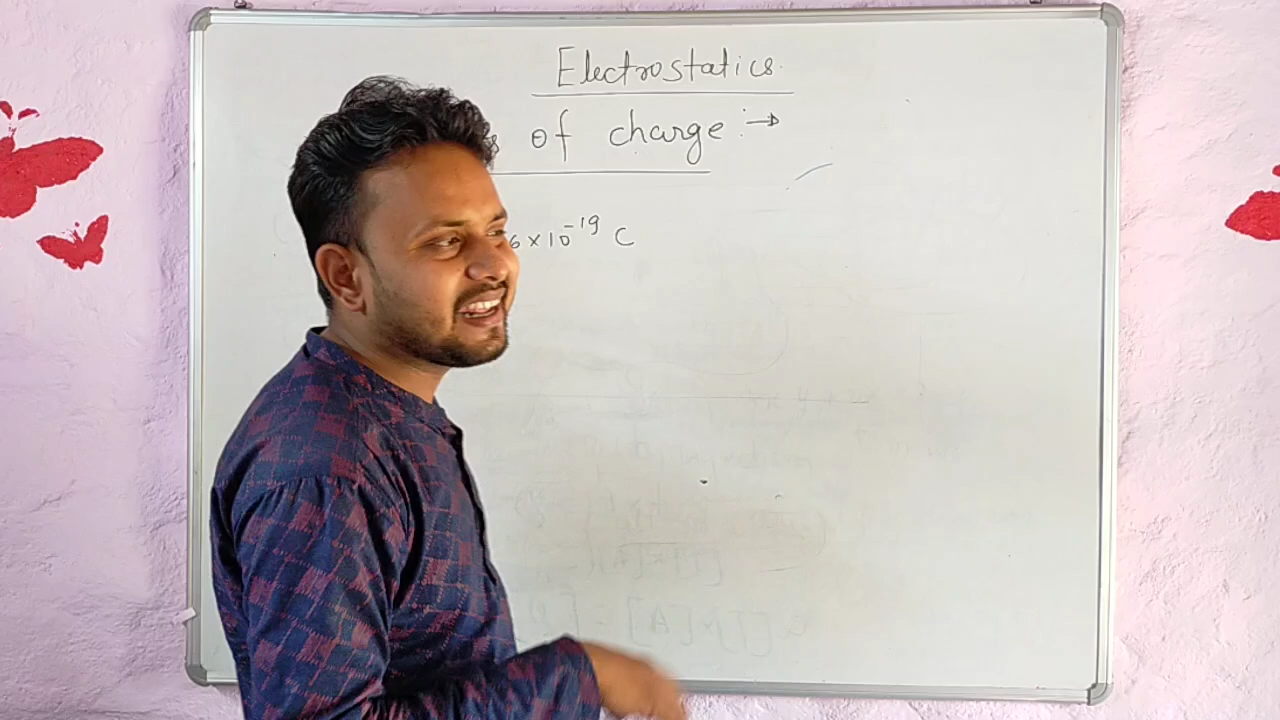 Electrostatics.
of charge :→
6 × 10⁻¹⁹ C